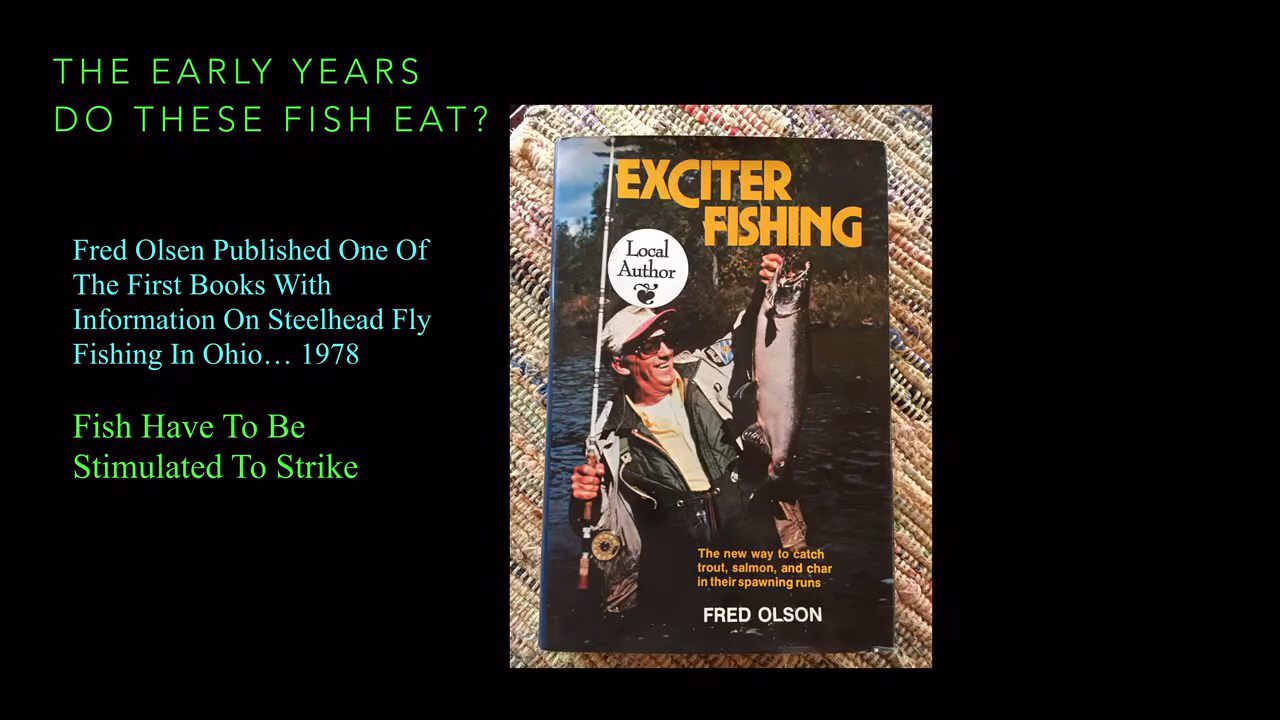 THE EARLY YEARS
DO THESE FISH EAT?
Fred Olsen Published One Of
The First Books With
Information On Steelhead Fly
Fishing In Ohio… 1978
Fish Have To Be
Stimulated To Strike
EXCITER
FISHING
Local
Author
The new way to catch
trout, salmon, and char
in their spawning runs
FRED OLSON